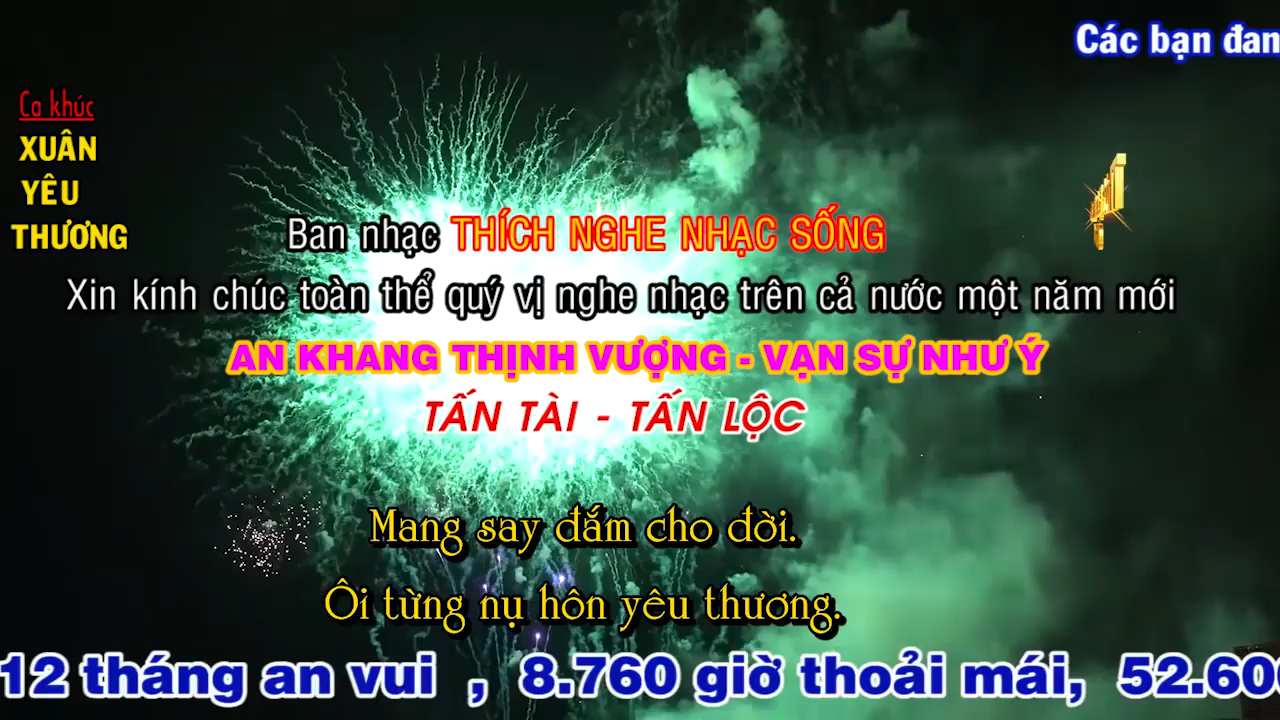 Các bạn đan
Ca khúc
XUÂN
YÊU
THƯƠNG
Ban nhạc THÍCH NGHE NHẠC SỐNG
Xin kính chúc toàn thể quý vị nghe nhạc trên cả nước một năm mới
AN KHANG THỊNH VƯỢNG - VẠN SỰ NHƯ Ý
TẤN TÀI - TẤN LỘC
Mang say đắm cho đời.
Ôi từng nụ hôn yêu thương.
12 tháng an vui , 8.760 giờ thoải mái, 52.600